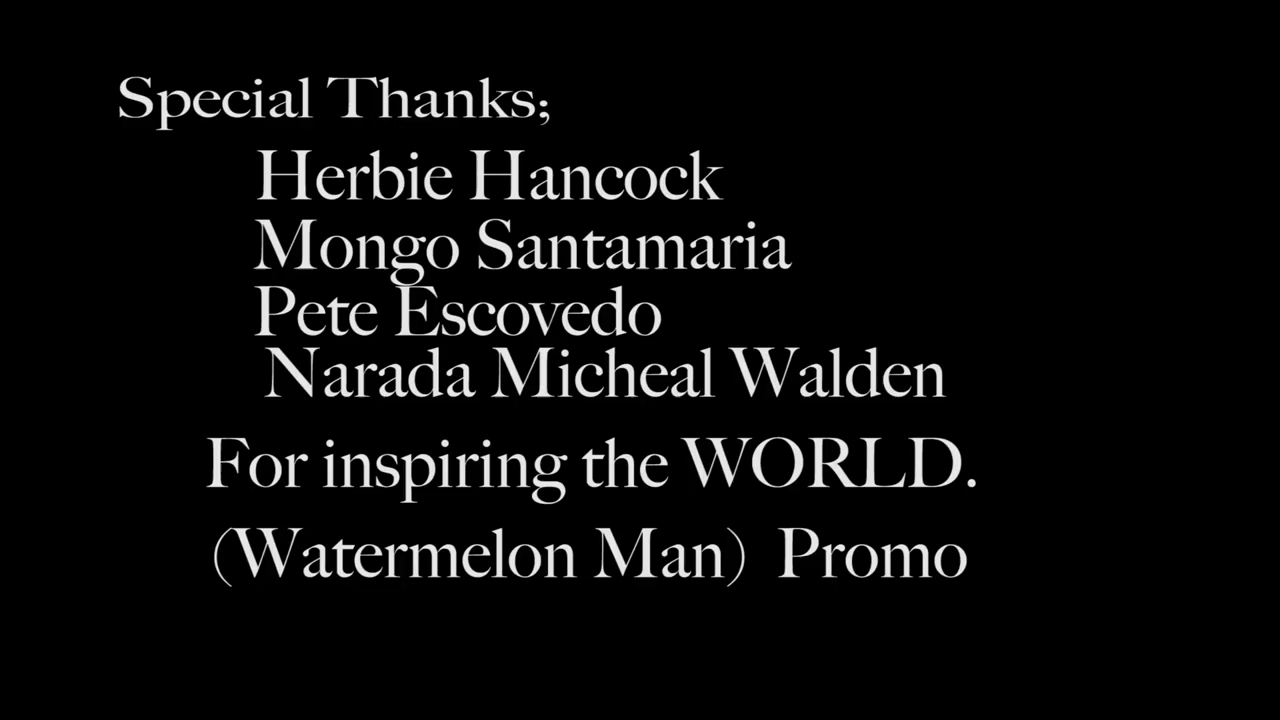 Special Thanks;
Herbie Hancock
Mongo Santamaria
Pete Escovedo
Narada Micheal Walden
For inspiring the WORLD.
(Watermelon Man) Promo